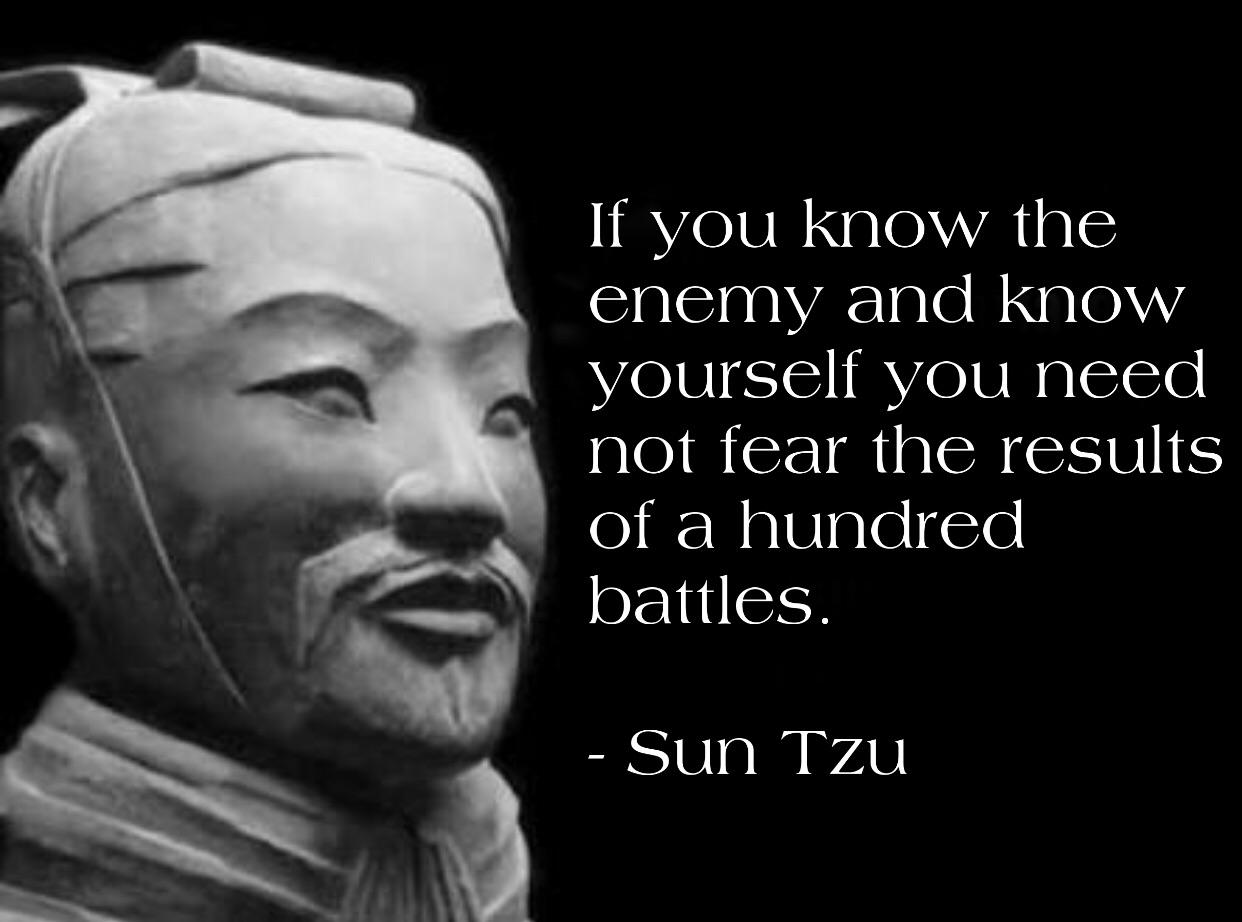 If you know the
enemy and know
yourself you need
not fear the results
of a hundred
battles.
- Sun Tzu